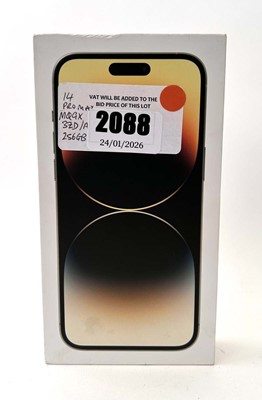 VAT WILL BE ADDED TO THE
BID PRICE OF THIS LOT
2088
24/01/2026
14
PRO MAX
MQ9X
3ZD/A
256GB